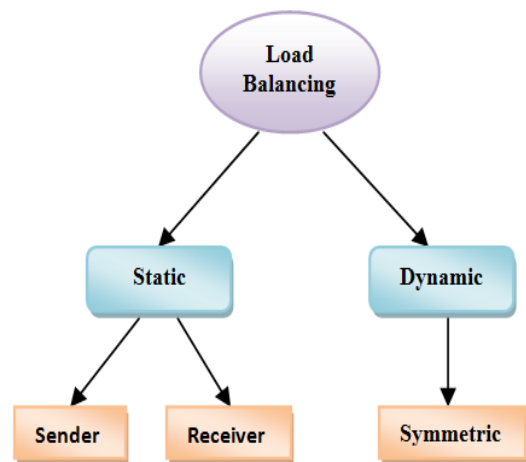 Load
Balancing
Static
Dynamic
Sender
Receiver
Symmetric